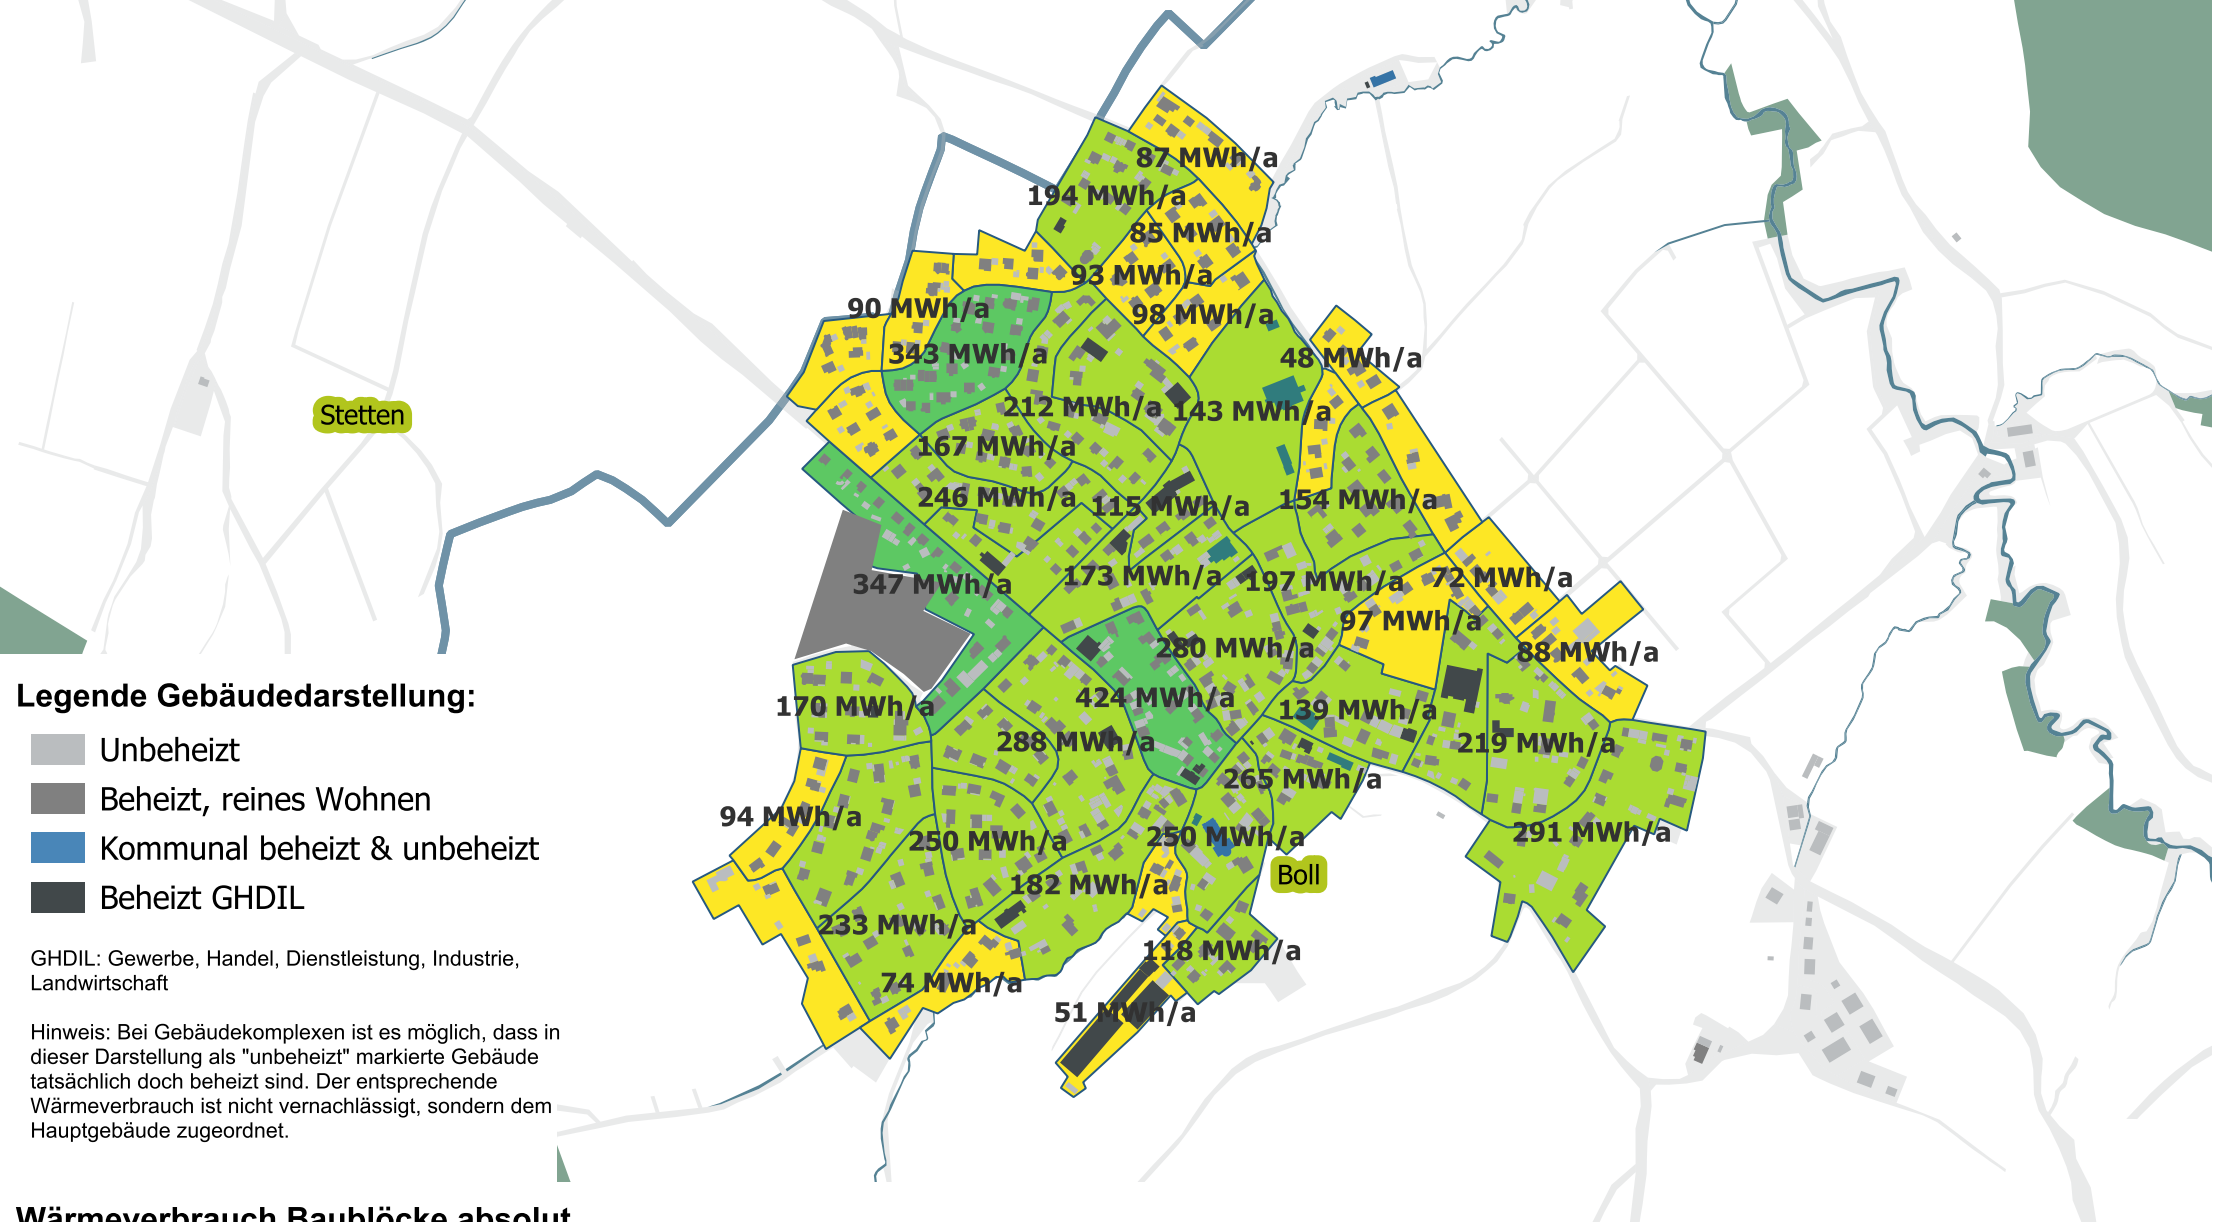 87 MWh/a
194 MWh/a
85 MWh/a
93 MWh/a
90 MWh/a
98 MWh/a
343 MWh/a
48 MWh/a
212 MWh/a
143 MWh/a
Stetten
167 MWh/a
246 MWh/a
115 MWh/a
154 MWh/a
347 MWh/a
173 MWh/a
197 MWh/a
72 MWh/a
97 MWh/a
280 MWh/a
88 MWh/a
424 MWh/a
170 MWh/a
139 MWh/a
288 MWh/a
219 MWh/a
265 MWh/a
94 MWh/a
250 MWh/a
250 MWh/a
291 MWh/a
182 MWh/a
Boll
233 MWh/a
118 MWh/a
74 MWh/a
51 MWh/a
Legende Gebäudedarstellung:
Unbeheizt
Beheizt, reines Wohnen
Kommunal beheizt & unbeheizt
Beheizt GHDIL
GHDIL: Gewerbe, Handel, Dienstleistung, Industrie,
Landwirtschaft
Hinweis: Bei Gebäudekomplexen ist es möglich, dass in
dieser Darstellung als "unbeheizt" markierte Gebäude
tatsächlich doch beheizt sind. Der entsprechende
Wärmeverbrauch ist nicht vernachlässigt, sondern dem
Hauptgebäude zugeordnet.
Wärmeverbrauch Baublöcke absolut